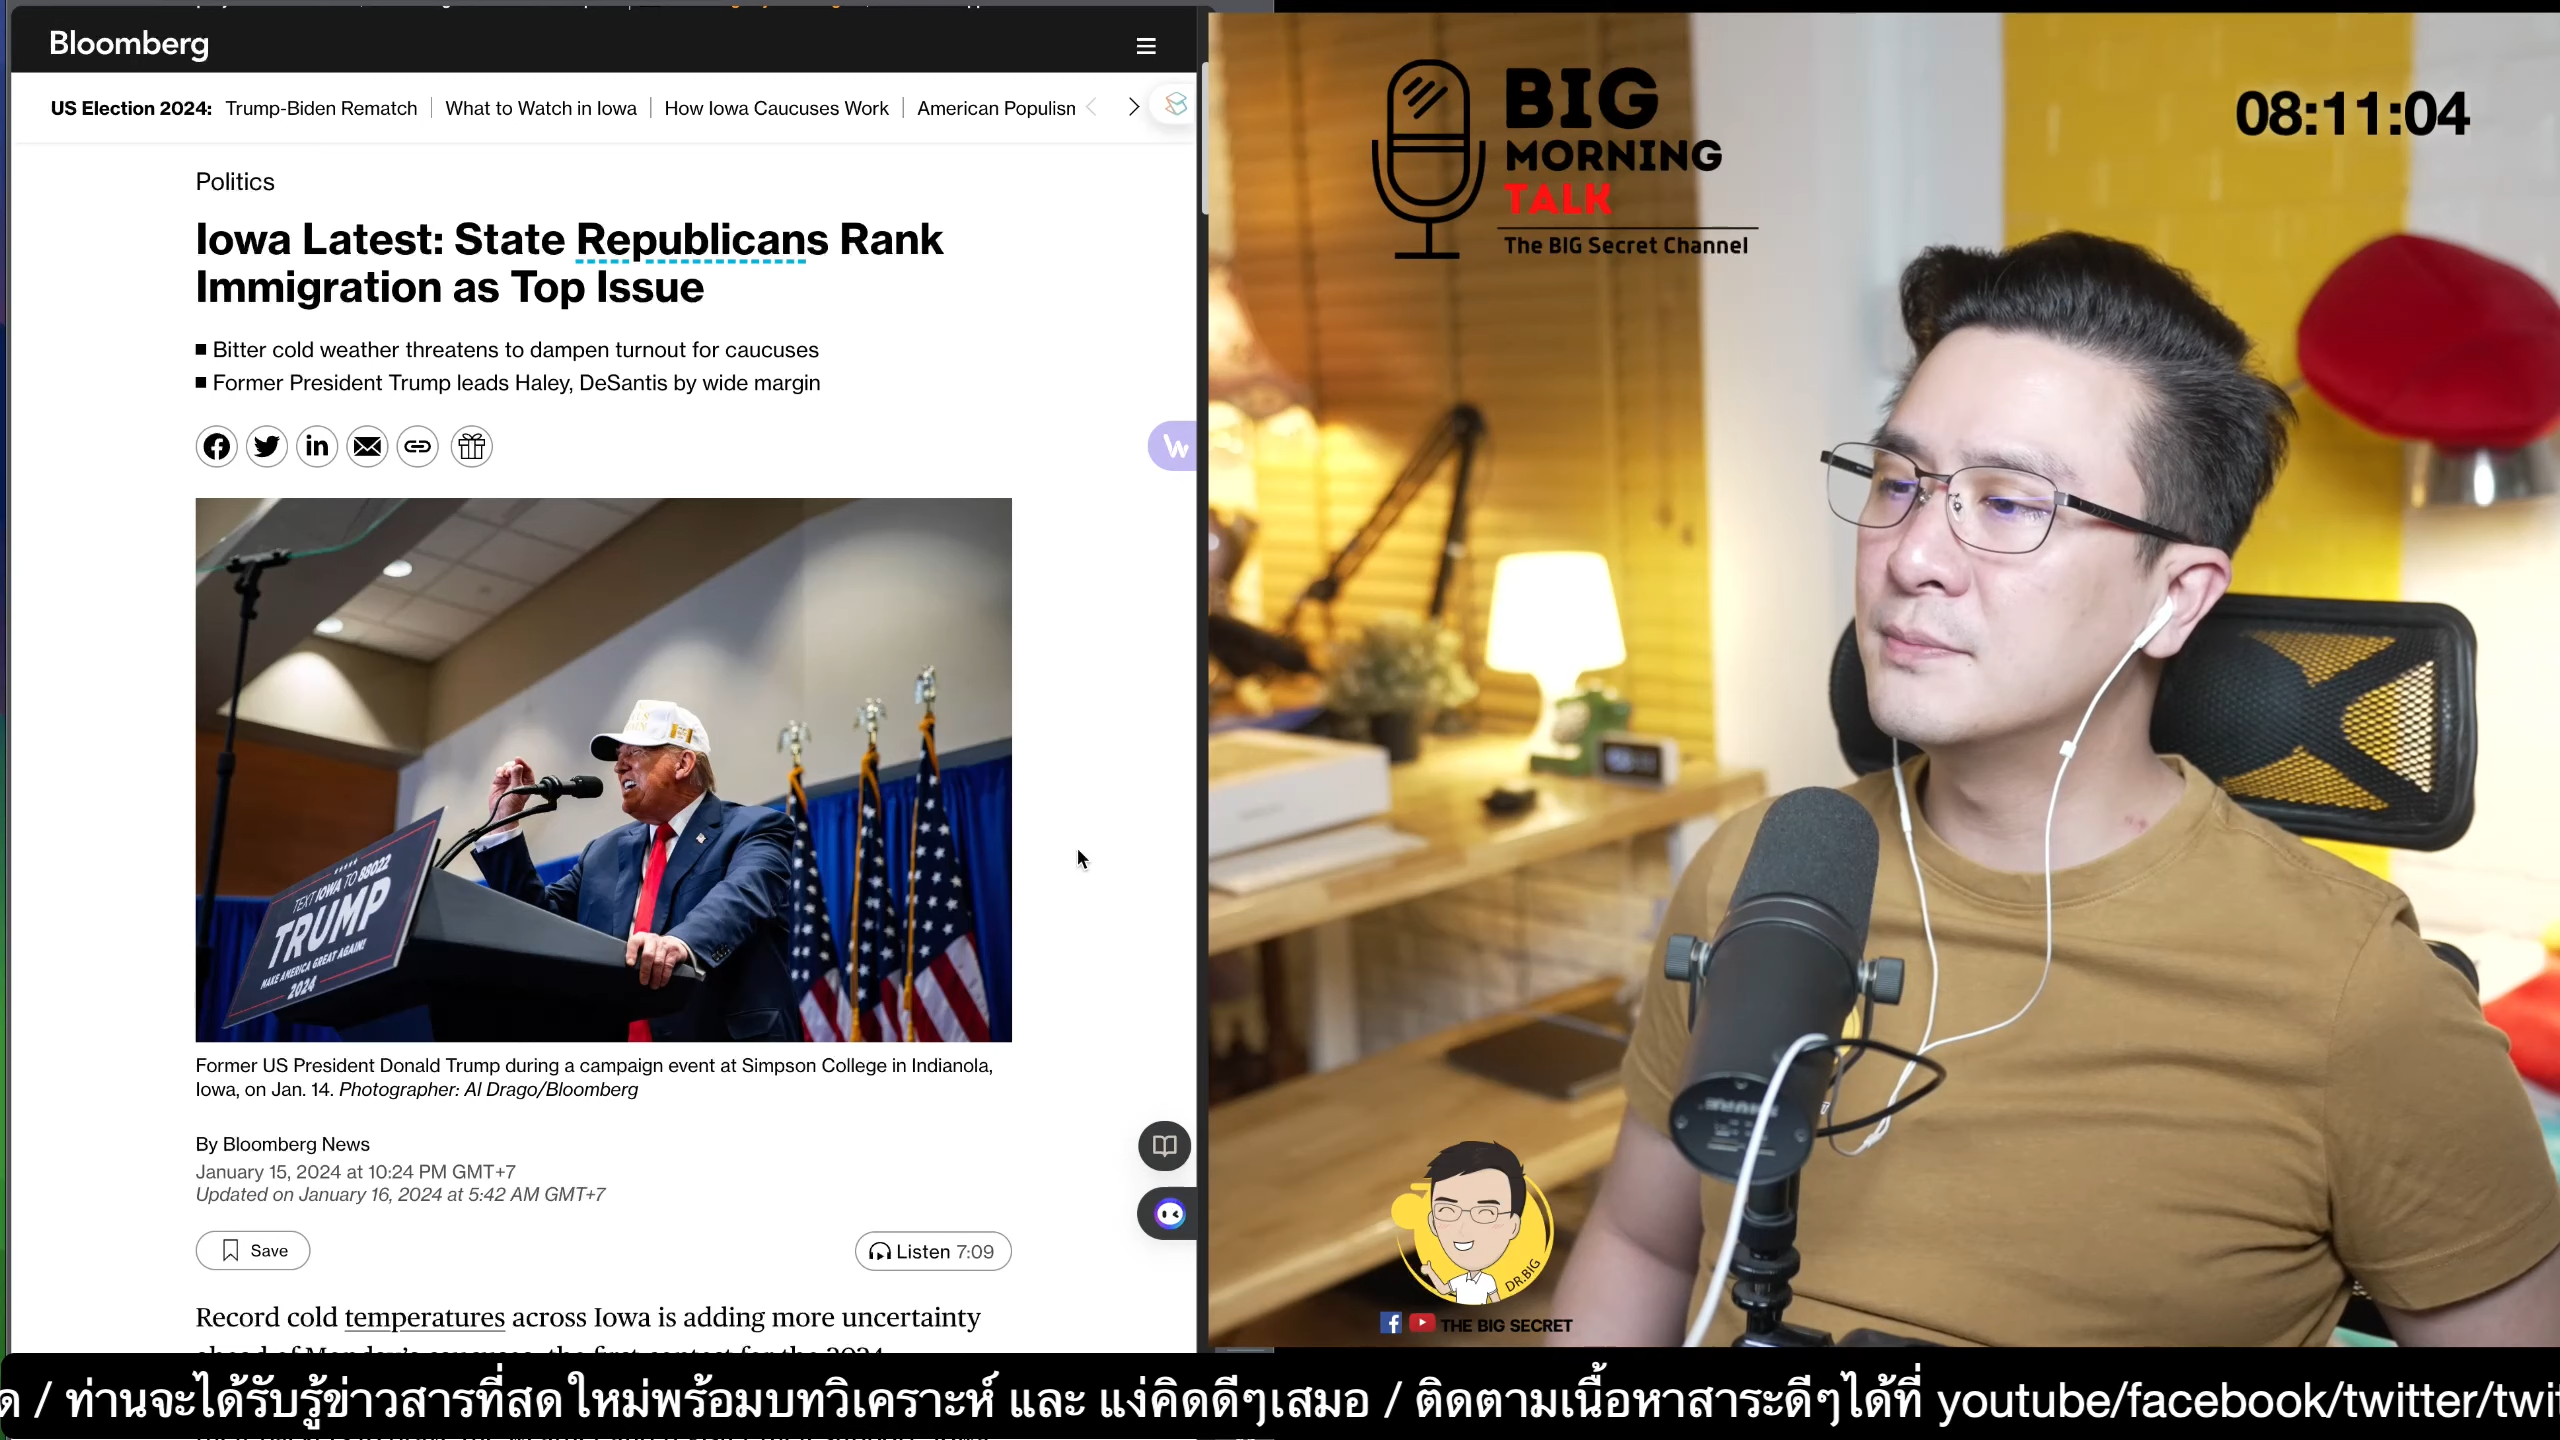 Bloomberg
US Election 2024: Trump-Biden Rematch | What to Watch in Iowa | How Iowa Caucuses Work | American Populisn
Politics
Iowa Latest: State Republicans Rank
Immigration as Top Issue
Bitter cold weather threatens to dampen turnout for caucuses
Former President Trump leads Haley, DeSantis by wide margin
TEXT IOWA TO 88022
TRUMP
MAKE AMERICA GREAT AGAIN!
2024
Former US President Donald Trump during a campaign event at Simpson College in Indianola,
Iowa, on Jan. 14. Photographer: Al Drago/Bloomberg
By Bloomberg News
January 15, 2024 at 10:24 PM GMT+7
Updated on January 16, 2024 at 5:42 AM GMT+7
Save
Listen 7:09
Record cold temperatures across Iowa is adding more uncertainty
BIG
MORNING
TALK
The BIG Secret Channel
08:11:04
DR.BIG
THE BIG SECRET
/ ท่านจะได้รับรู้ข่าวสารที่สดใหม่พร้อมบทวิเคราะห์ และ แง่คิดดีๆเสมอ / ติดตามเนื้อหาสาระดีๆได้ที่ youtube/facebook/twitter/twit